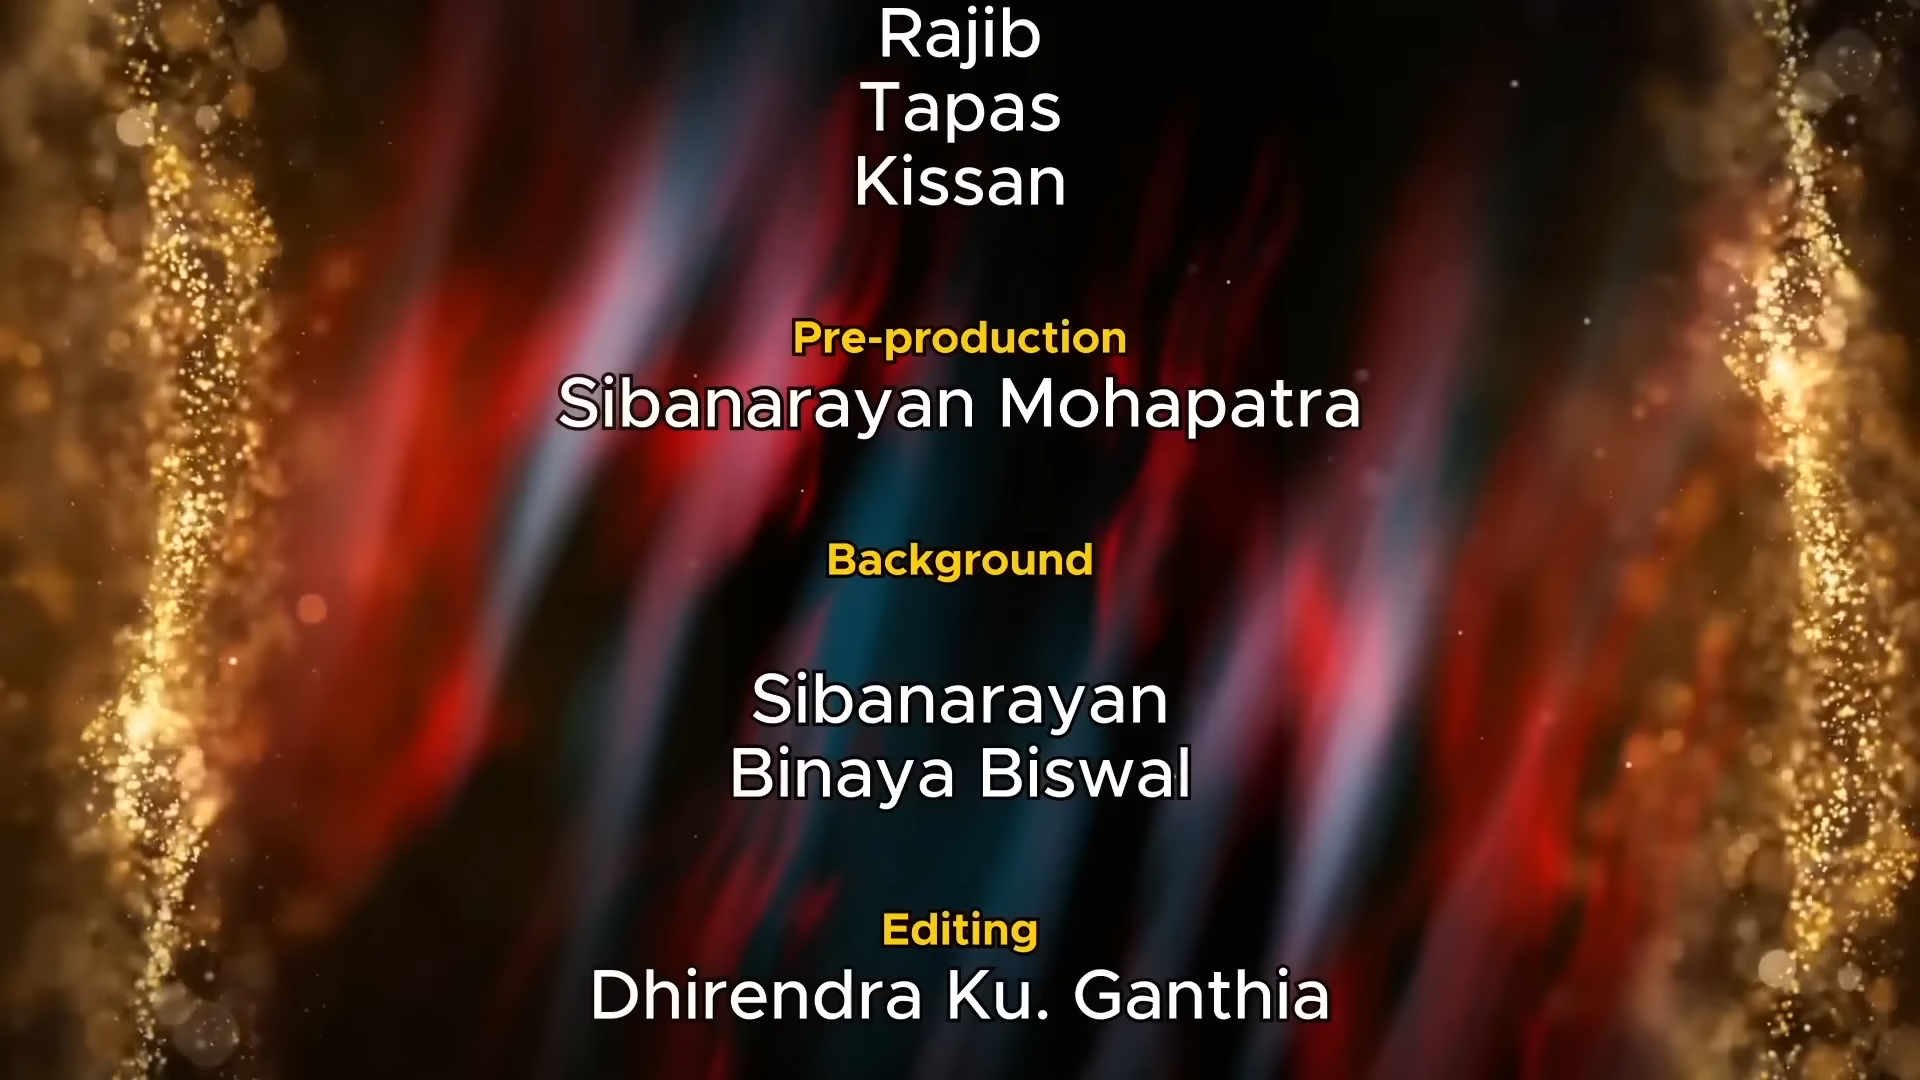 Rajib
Tapas
Kissan
Pre-production
Sibanarayan Mohapatra
Background
Sibanarayan
Binaya Biswal
Editing
Dhirendra Ku. Ganthia